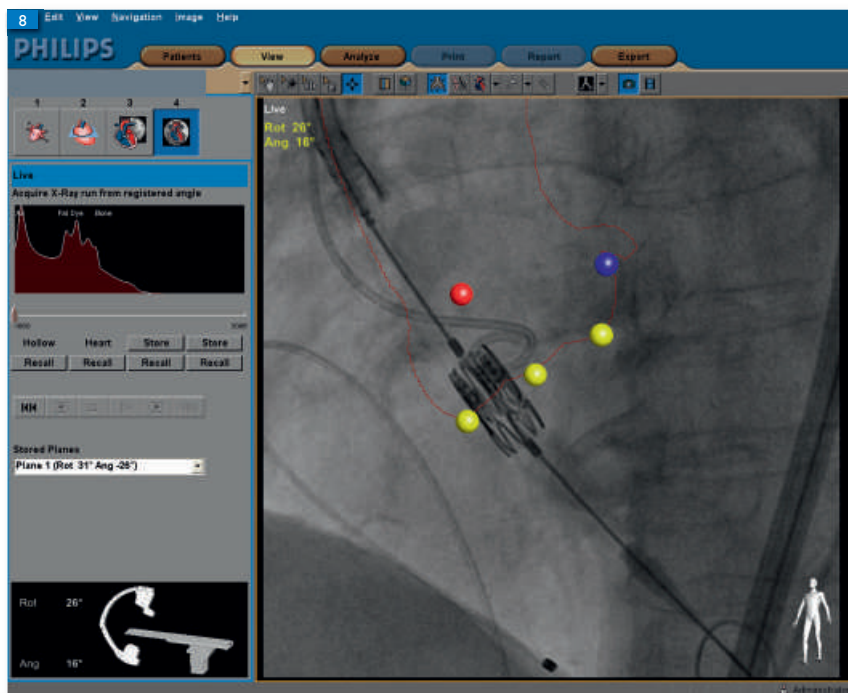 8 Edit View Navigation Image Help
PHILIPS
Patients View Analyze Print Report Export
1 2 3 4
Live
Acquire X-Ray run from registered angle
Fat Dye Bone
Hollow Heart Store Store
Recall Recall Recall Recall
Stored Planes
Plane 1 (Rot 31° Ang -26°)
Rot 26°
Ang 16°
Live
Rot 26°
Ang 16°